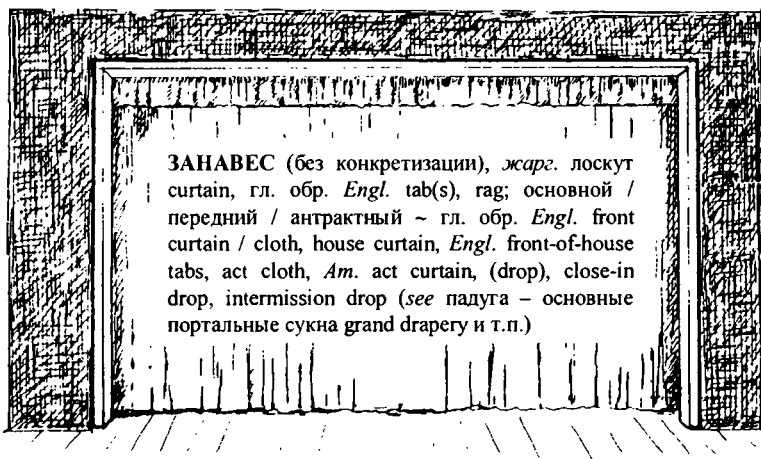 ЗАНАВЕС (без конкретизации), жарг. лоскут
curtain, гл. обр. Engl. tab(s), rag; основной /
передний / антрактный ~ гл. обр. Engl. front
curtain / cloth, house curtain, Engl. front-of-house
tabs, act cloth, Am. act curtain, (drop), close-in
drop, intermission drop (see падуга – основные
портальные сукна grand drapery и т.п.)